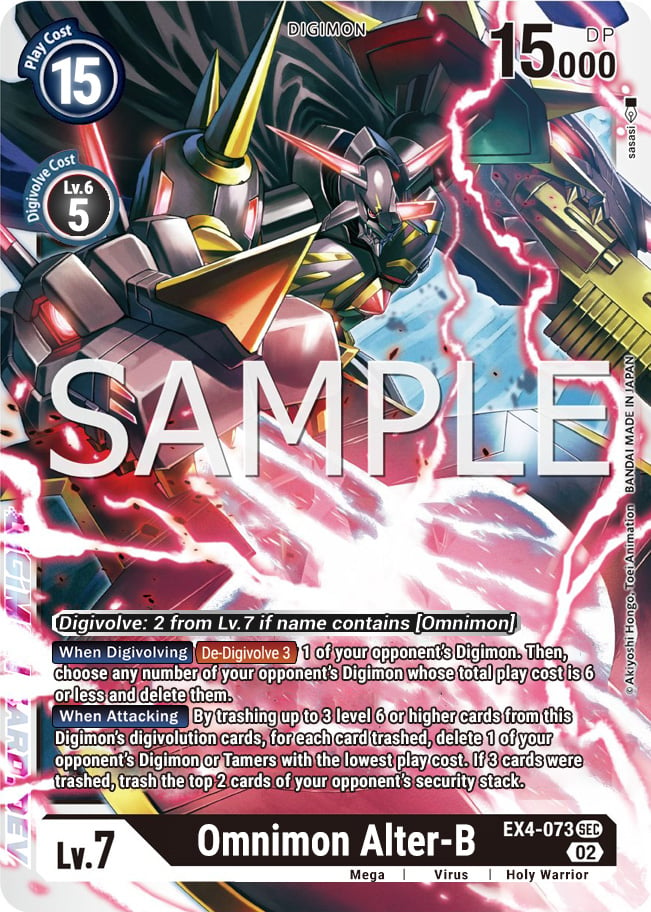 DIGIMON
Play Cost
15
15000
DP
sasasi
Digivolve Cost
Lv.6
5
SAMPLE
©Akiyoshi Hongo, Toei Animation BANDAI MADE IN JAPAN
Digivolve: 2 from Lv.7 if name contains [Omnimon]
When Digivolving De-Digivolve 3 1 of your opponent's Digimon. Then,
choose any number of your opponent's Digimon whose total play cost is 6
or less and delete them.
When Attacking By trashing up to 3 level 6 or higher cards from this
Digimon's digivolution cards, for each card trashed, delete 1 of your
opponent's Digimon or Tamers with the lowest play cost. If 3 cards were
trashed, trash the top 2 cards of your opponent's security stack.
Lv.7
Omnimon Alter-B
EX4-073 SEC
02
Mega | Virus | Holy Warrior